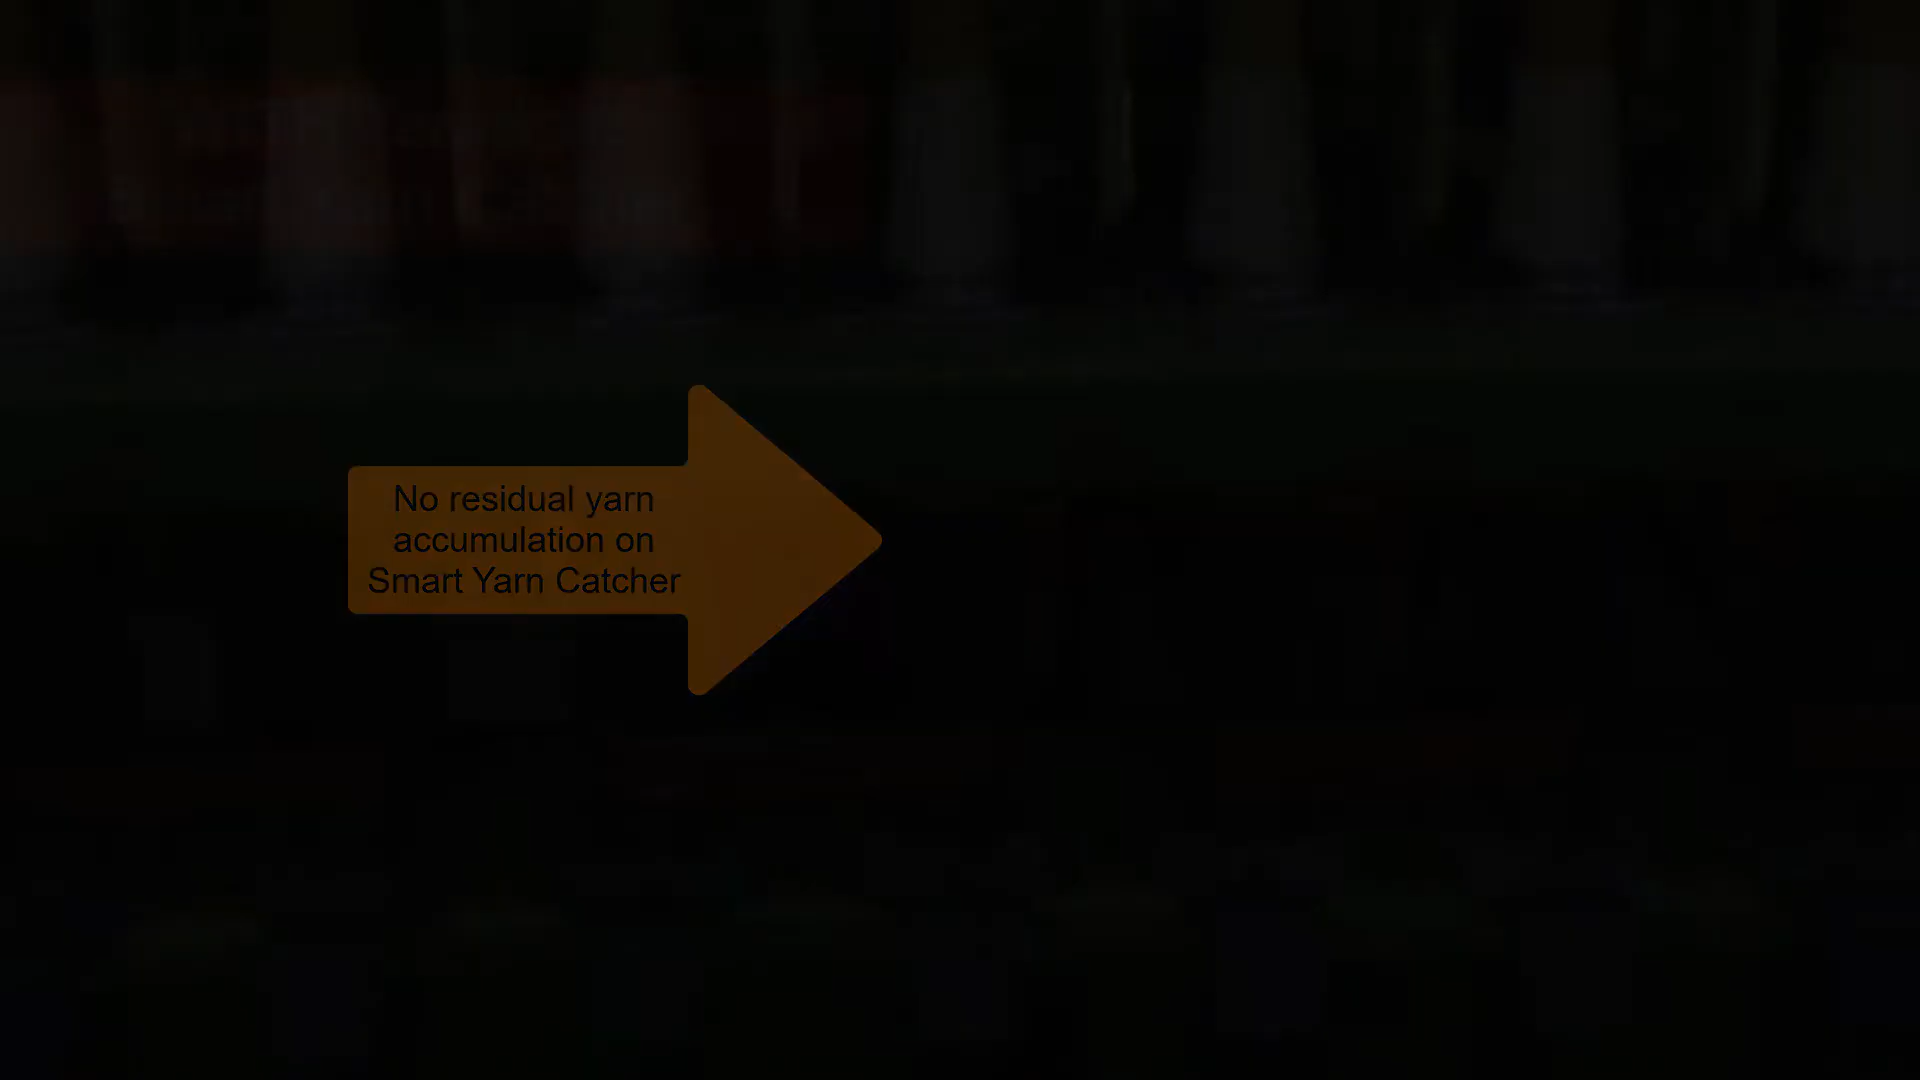 No residual yarn
accumulation on
Smart Yarn Catcher